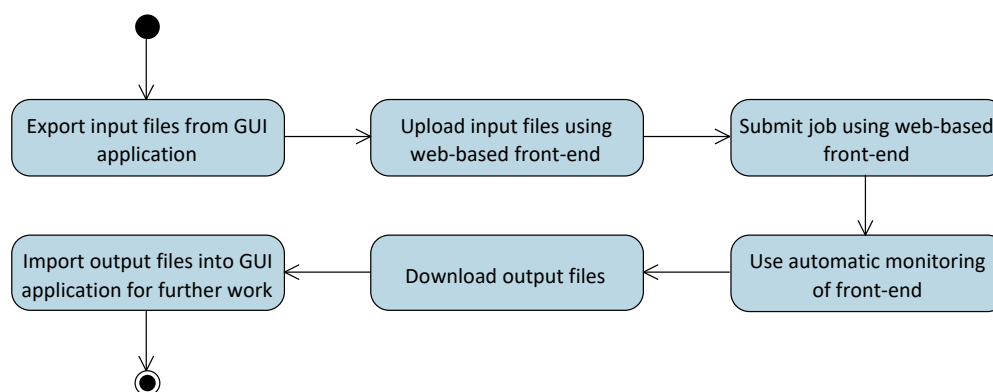 Export input files from GUI
application
Upload input files using
web-based front-end
Submit job using web-based
front-end
Use automatic monitoring
of front-end
Download output files
Import output files into GUI
application for further work